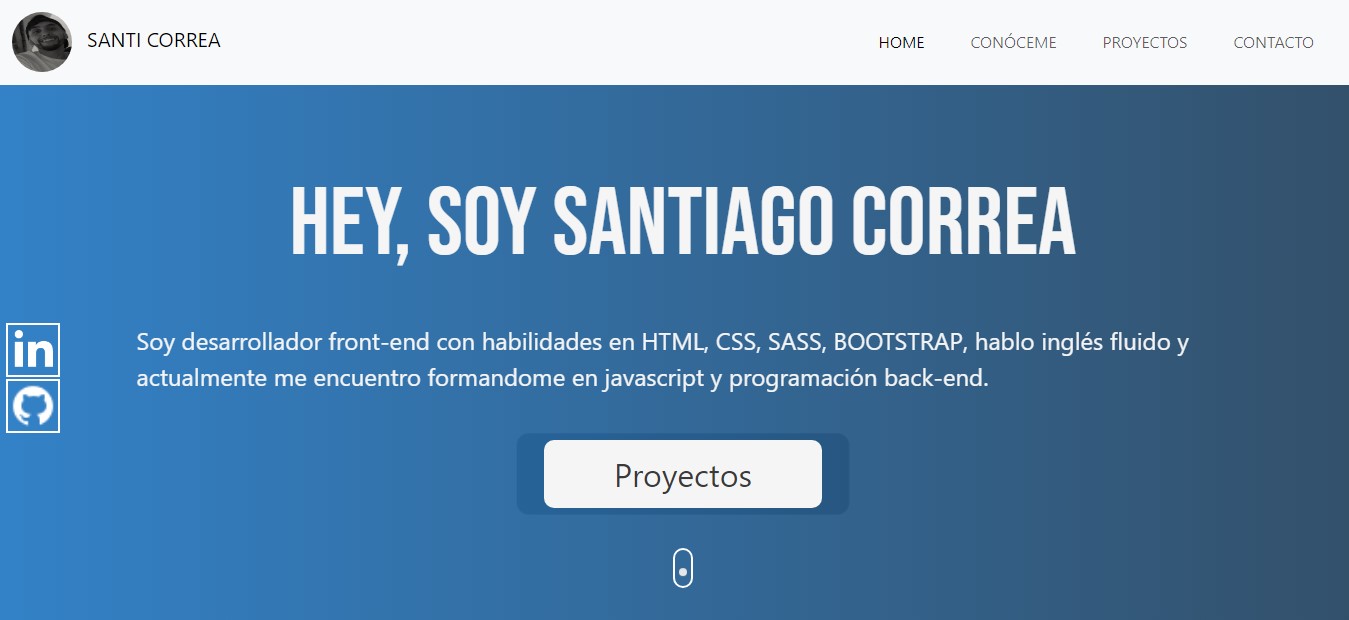 SANTI CORREA
HOME
CONÓCEME
PROYECTOS
CONTACTO
HEY, SOY SANTIAGO CORREA
in
Soy desarrollador front-end con habilidades en HTML, CSS, SASS, BOOTSTRAP, hablo inglés fluido y
actualmente me encuentro formandome en javascript y programación back-end.
Proyectos